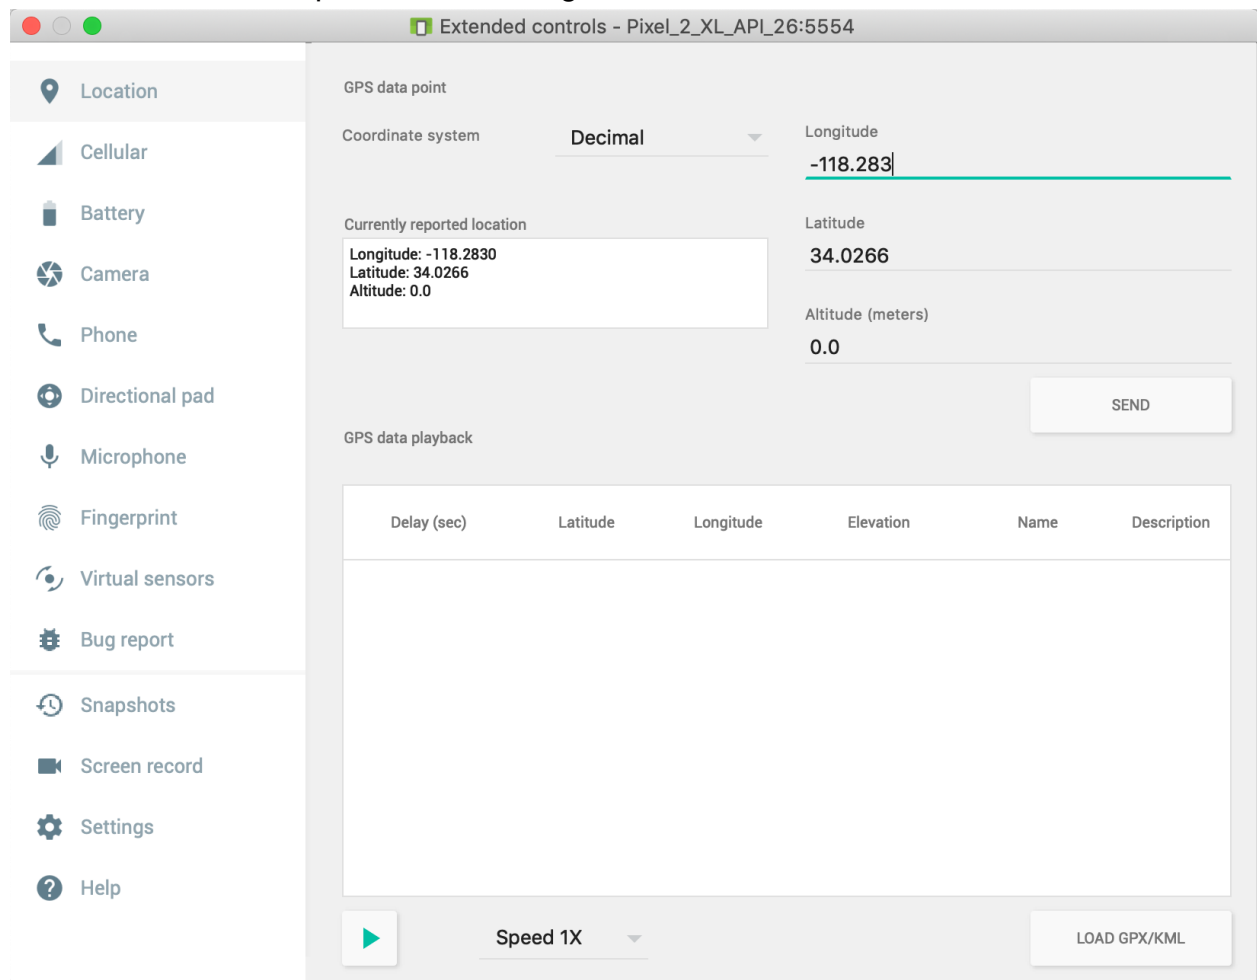 Extended controls - Pixel_2_XL_API_26:5554
Location
Cellular
Battery
Camera
Phone
Directional pad
Microphone
Fingerprint
Virtual sensors
Bug report
Snapshots
Screen record
Settings
Help
GPS data point
Coordinate system
Decimal
Longitude
-118.283
Currently reported location
Longitude: -118.2830
Latitude: 34.0266
Altitude: 0.0
Latitude
34.0266
Altitude (meters)
0.0
SEND
GPS data playback
Delay (sec) Latitude Longitude Elevation Name Description
Speed 1X
LOAD GPX/KML